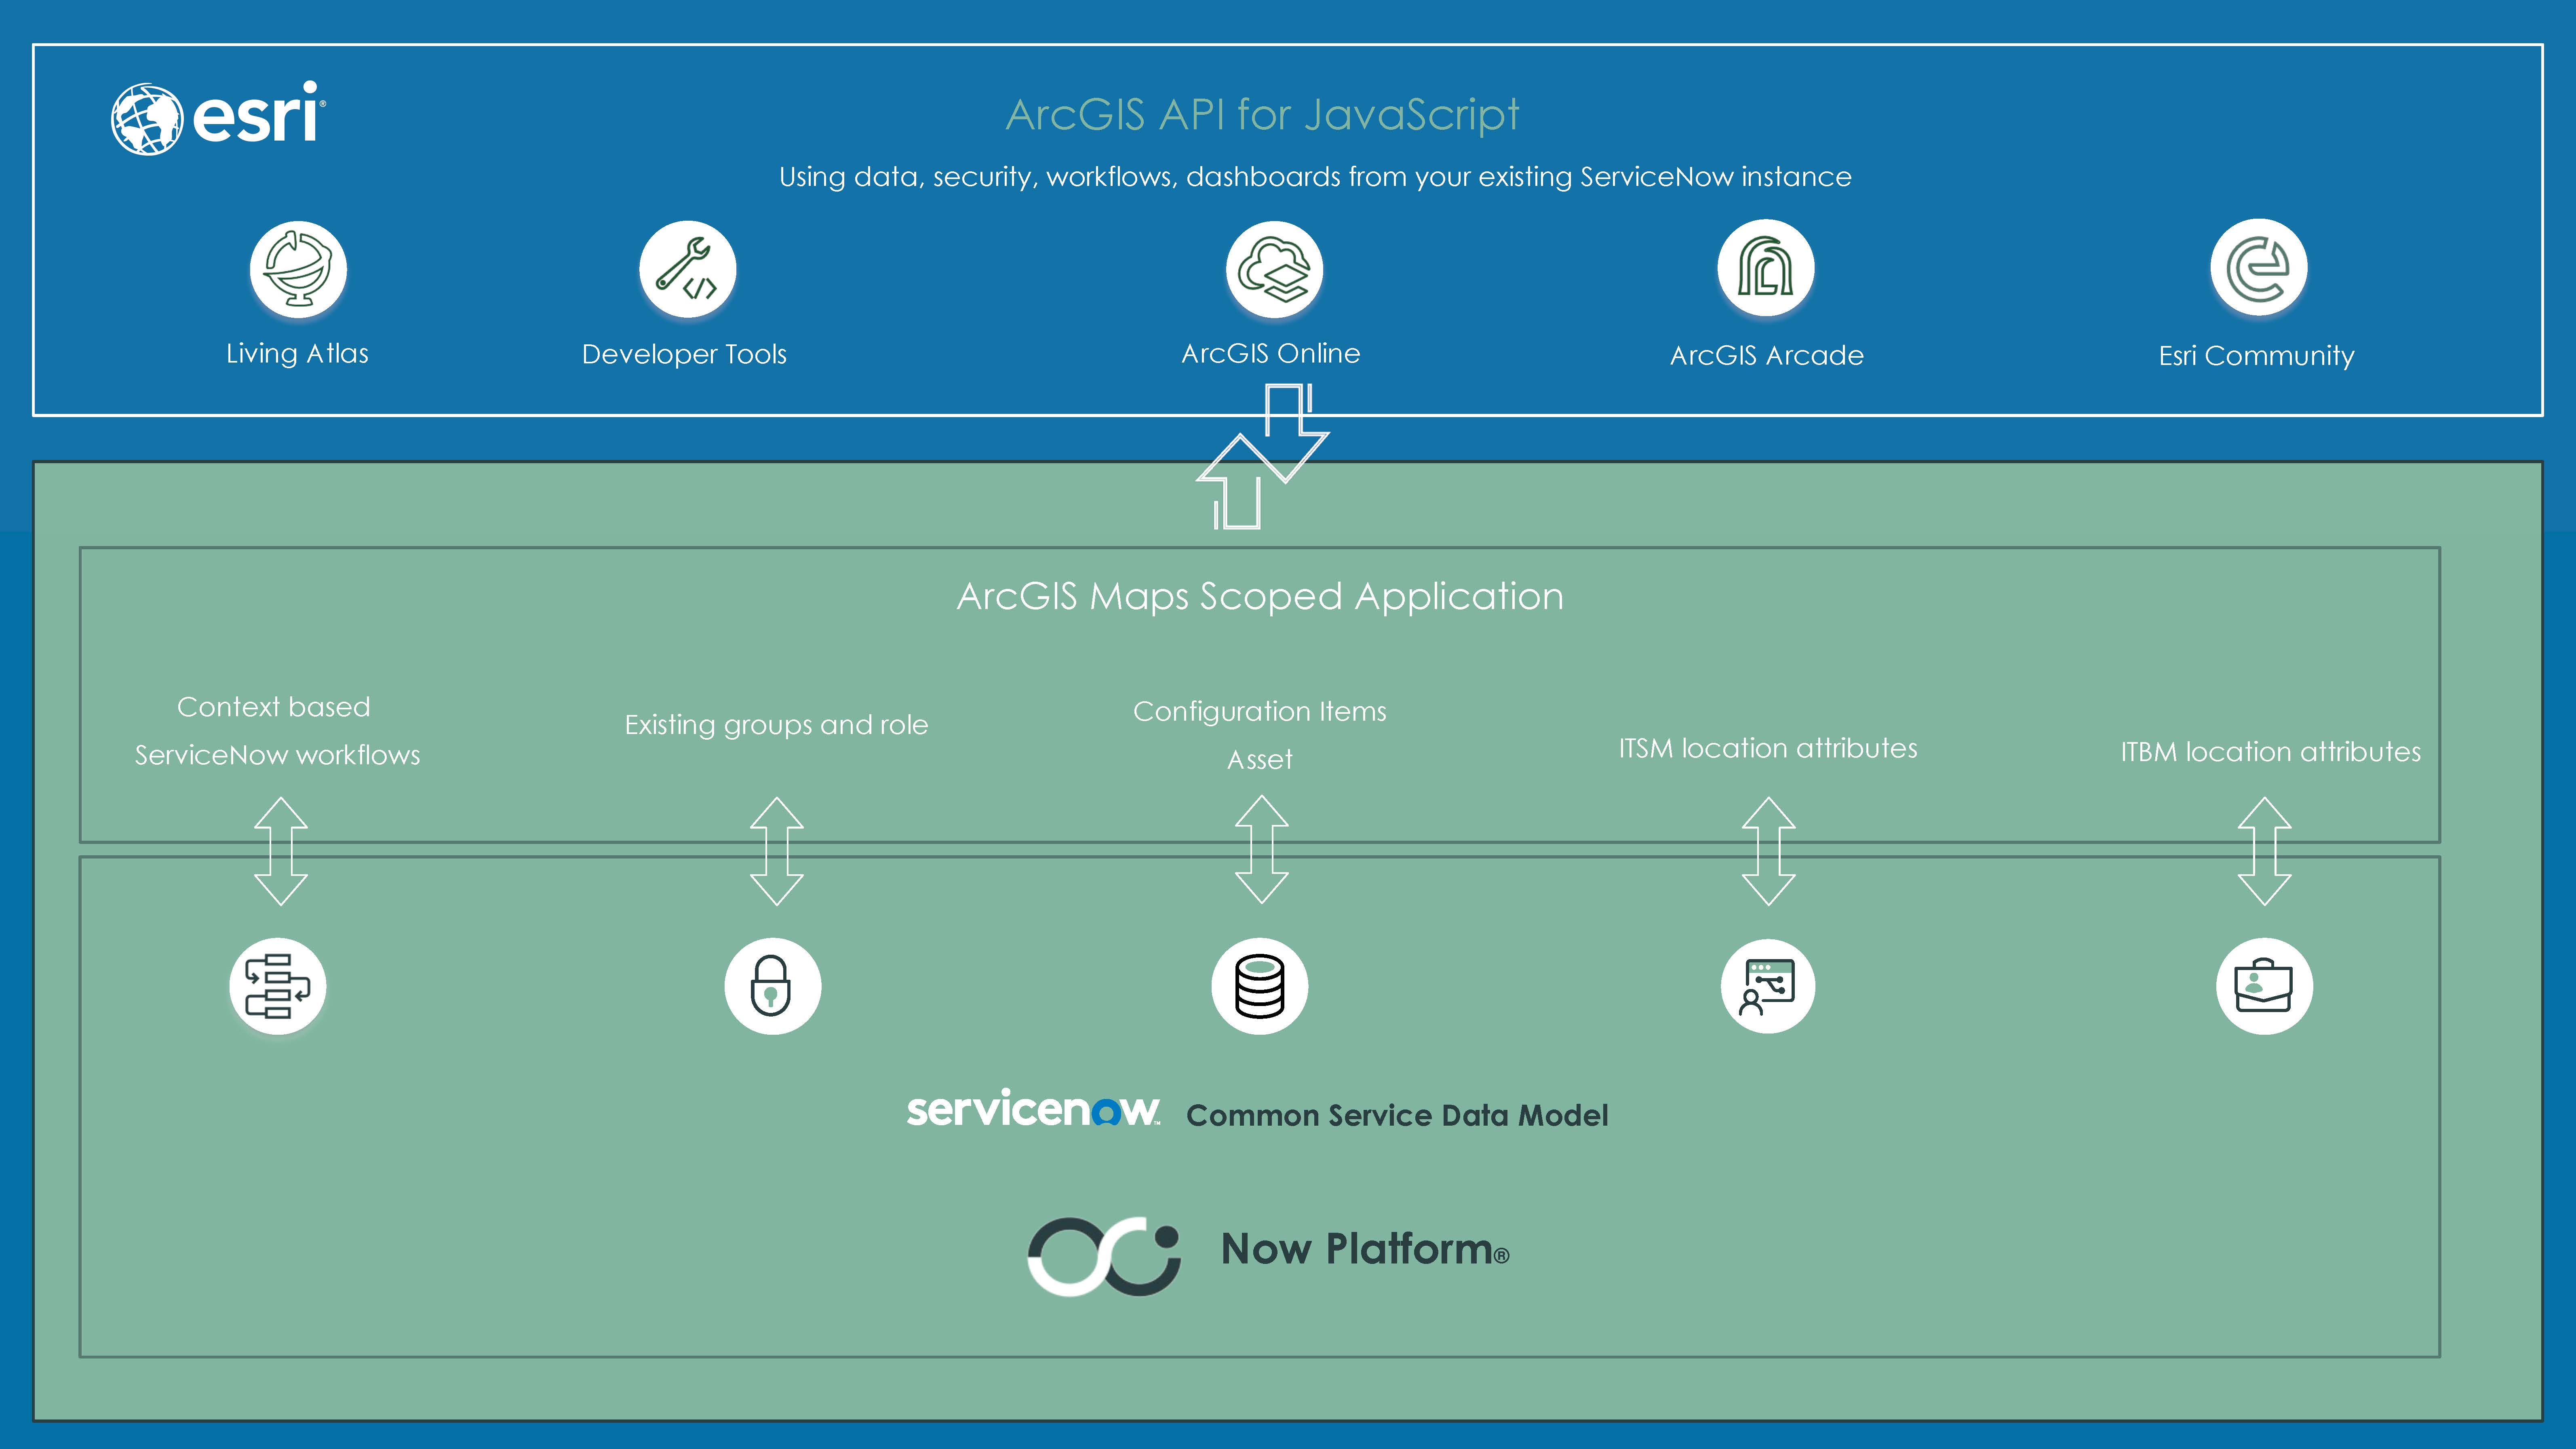 esri®
ArcGIS API for JavaScript
Using data, security, workflows, dashboards from your existing ServiceNow instance
Living Atlas
Developer Tools
ArcGIS Online
ArcGIS Arcade
Esri Community
ArcGIS Maps Scoped Application
Context based
ServiceNow workflows
Existing groups and role
Configuration Items
Asset
ITSM location attributes
ITBM location attributes
servicenow™ Common Service Data Model
Now Platform®